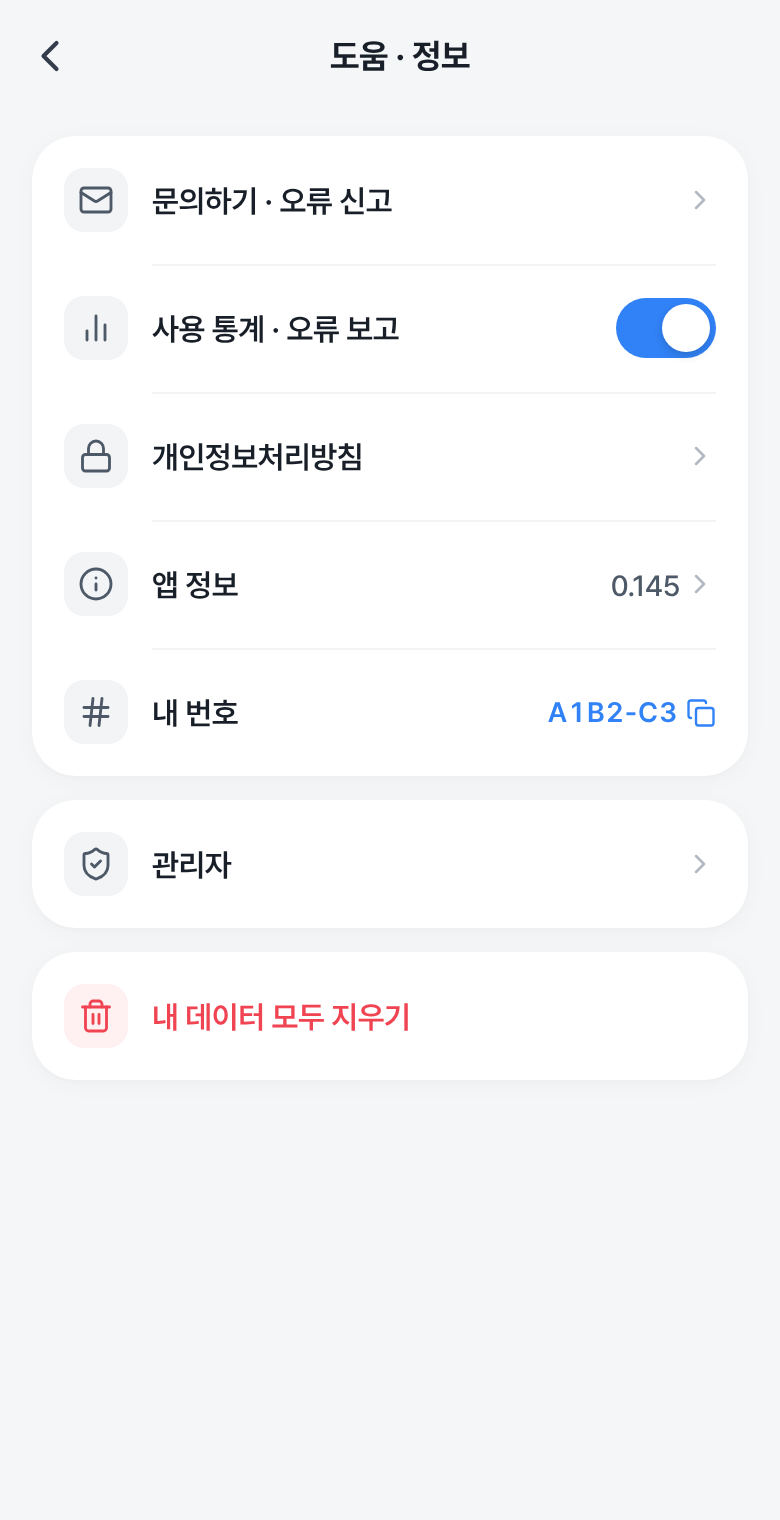 도움 · 정보
문의하기 · 오류 신고
사용 통계 · 오류 보고
개인정보처리방침
앱 정보 0.145
내 번호 A1B2-C3
관리자
내 데이터 모두 지우기